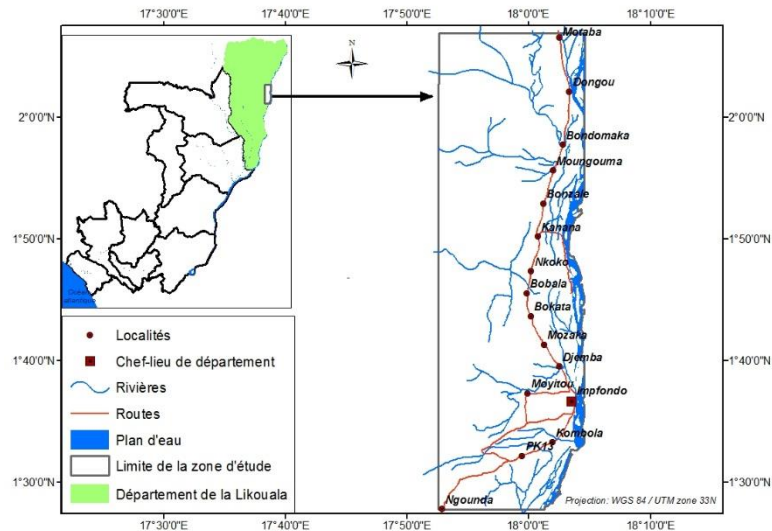 17°30'0"E
17°40'0"E
17°50'0"E
18°0'0"E
18°10'0"E
N
2°0'0"N
1°50'0"N
1°40'0"N
1°30'0"N
Océan
atlantique
Localités
Chef-lieu de département
Rivières
Routes
Plan d'eau
Limite de la zone d'étude
Département de la Likouala
Motaba
Dongou
Bondomaka
Moungouma
Bonzale
Kanana
Nkoko
Bobala
Bokata
Mozaka
Djemba
Moyitou
Impfondo
Kombola
PK13
Ngounda
Projection: WGS 84 / UTM zone 33N
2°0'0"N
1°50'0"N
1°40'0"N
1°30'0"N
17°30'0"E
17°40'0"E
17°50'0"E
18°0'0"E
18°10'0"E